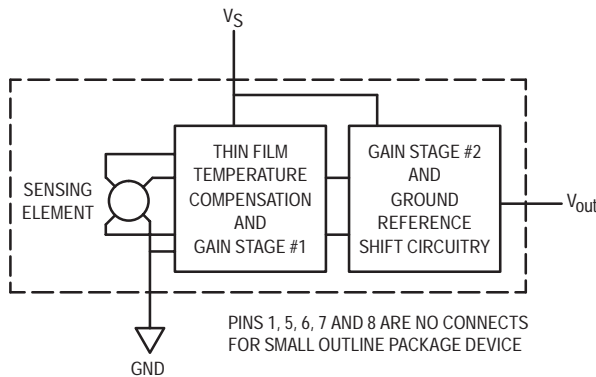 VS
THIN FILM
TEMPERATURE
COMPENSATION
AND
GAIN STAGE #1
GAIN STAGE #2
AND
GROUND
REFERENCE
SHIFT CIRCUITRY
SENSING
ELEMENT
Vout
PINS 1, 5, 6, 7 AND 8 ARE NO CONNECTS
FOR SMALL OUTLINE PACKAGE DEVICE
GND